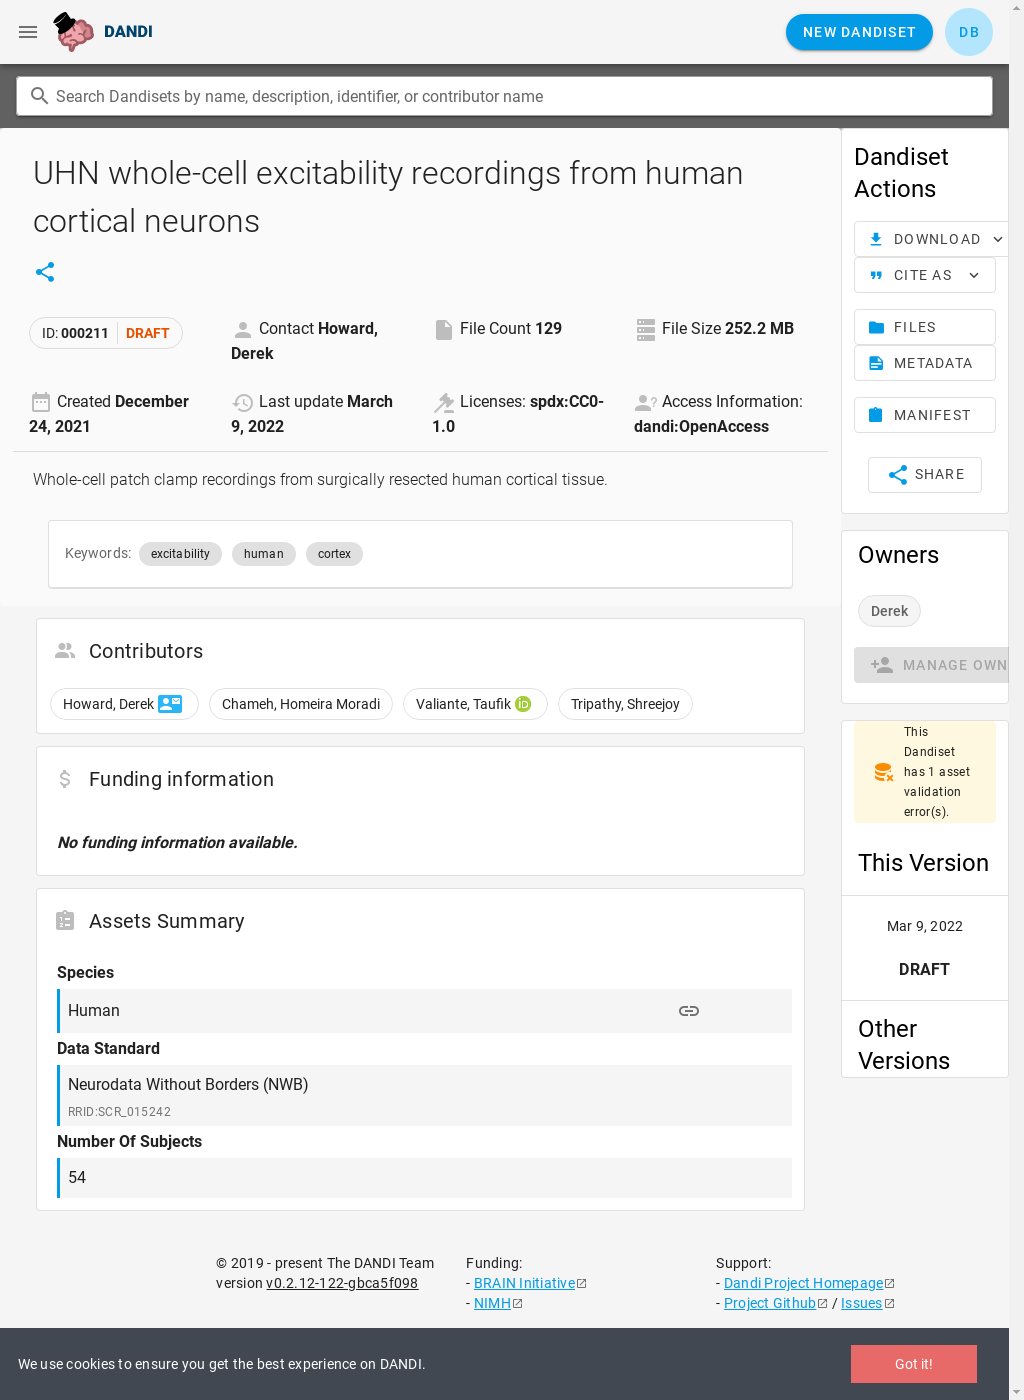 DANDI
NEW DANDISET
DB
Search Dandisets by name, description, identifier, or contributor name
UHN whole-cell excitability recordings from human
cortical neurons
ID: 000211 DRAFT
Contact Howard,
Derek
File Count 129
File Size 252.2 MB
Created December
24, 2021
Last update March
9, 2022
Licenses: spdx:CC0-
1.0
Access Information:
dandi:OpenAccess
Whole-cell patch clamp recordings from surgically resected human cortical tissue.
Keywords: excitability human cortex
Contributors
Howard, Derek
Chameh, Homeira Moradi
Valiante, Taufik iD
Tripathy, Shreejoy
Funding information
No funding information available.
Assets Summary
Species
Human
Data Standard
Neurodata Without Borders (NWB)
RRID:SCR_015242
Number Of Subjects
54
Dandiset
Actions
DOWNLOAD
CITE AS
FILES
METADATA
MANIFEST
SHARE
Owners
Derek
MANAGE OWN
This
Dandiset
has 1 asset
validation
error(s).
This Version
Mar 9, 2022
DRAFT
Other
Versions
© 2019 - present The DANDI Team
version v0.2.12-122-gbca5f098
Funding:
- BRAIN Initiative
- NIMH
Support:
- Dandi Project Homepage
- Project Github / Issues
We use cookies to ensure you get the best experience on DANDI.
Got it!